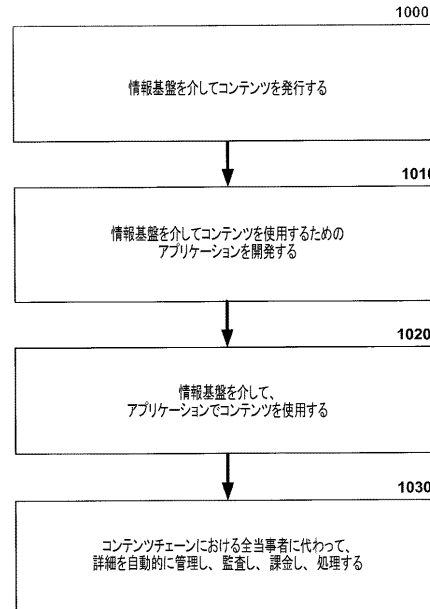 1000
情報基盤を介してコンテンツを発行する
1010
情報基盤を介してコンテンツを使用するための
アプリケーションを開発する
1020
情報基盤を介して、
アプリケーションでコンテンツを使用する
1030
コンテンツチェーンにおける全当事者に代わって、
詳細を自動的に管理し、監査し、課金し、処理する